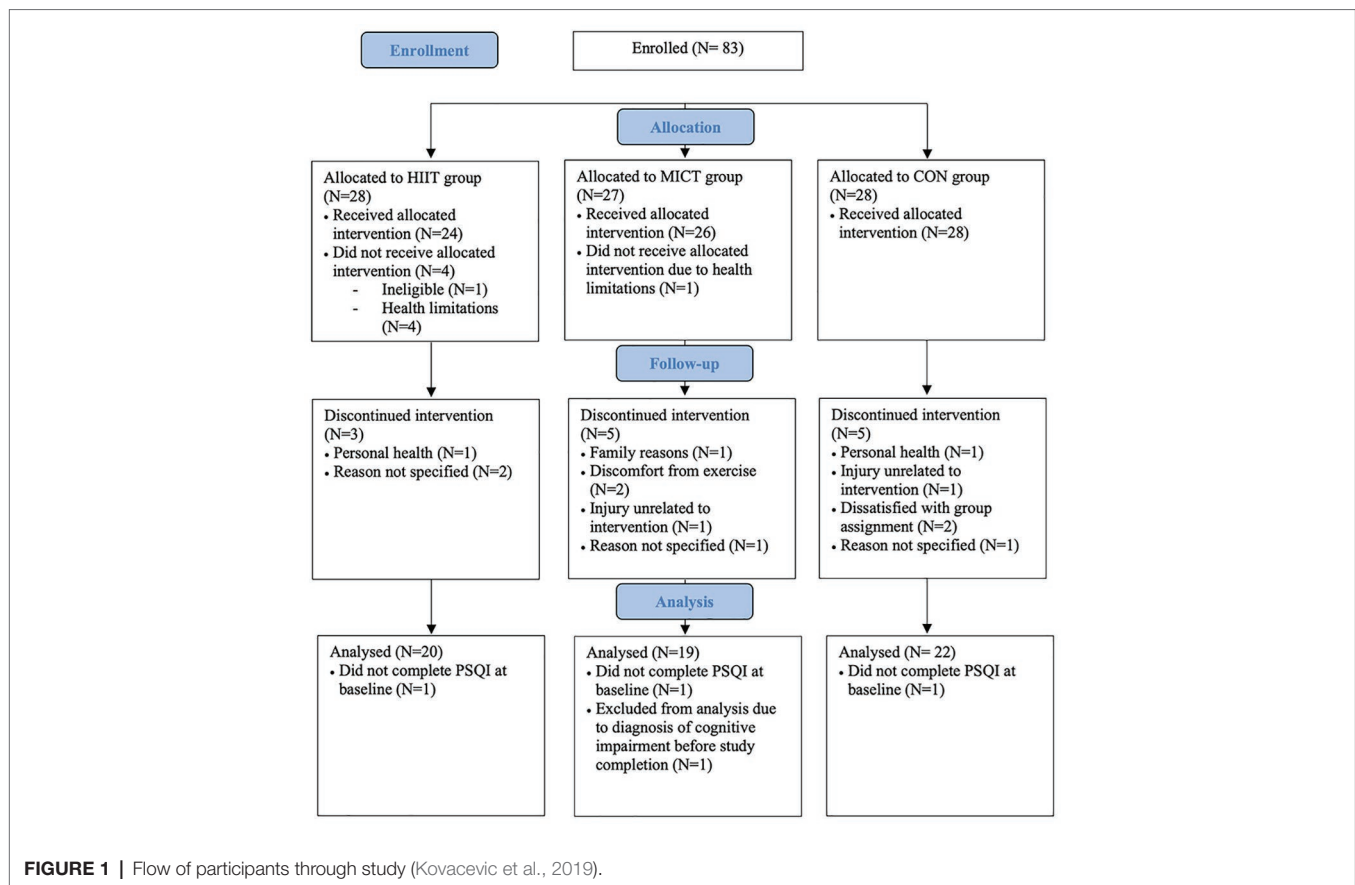 Enrollment
Enrolled (N= 83)
Allocation
Allocated to HIIT group
(N=28)
• Received allocated
intervention (N=24)
• Did not receive allocated
intervention (N=4)
- Ineligible (N=1)
- Health limitations
(N=4)
Allocated to MICT group
(N=27)
• Received allocated
intervention (N=26)
• Did not receive allocated
intervention due to health
limitations (N=1)
Allocated to CON group
(N=28)
• Received allocated
intervention (N=28)
Follow-up
Discontinued intervention
(N=3)
• Personal health (N=1)
• Reason not specified (N=2)
Discontinued intervention
(N=5)
• Family reasons (N=1)
• Discomfort from exercise
(N=2)
• Injury unrelated to
intervention (N=1)
• Reason not specified (N=1)
Discontinued intervention
(N=5)
• Personal health (N=1)
• Injury unrelated to
intervention (N=1)
• Dissatisfied with group
assignment (N=2)
• Reason not specified (N=1)
Analysis
Analysed (N=20)
• Did not complete PSQI at
baseline (N=1)
Analysed (N=19)
• Did not complete PSQI at
baseline (N=1)
• Excluded from analysis due
to diagnosis of cognitive
impairment before study
completion (N=1)
Analysed (N= 22)
• Did not complete PSQI at
baseline (N=1)
FIGURE 1 | Flow of participants through study (Kovacevic et al., 2019).